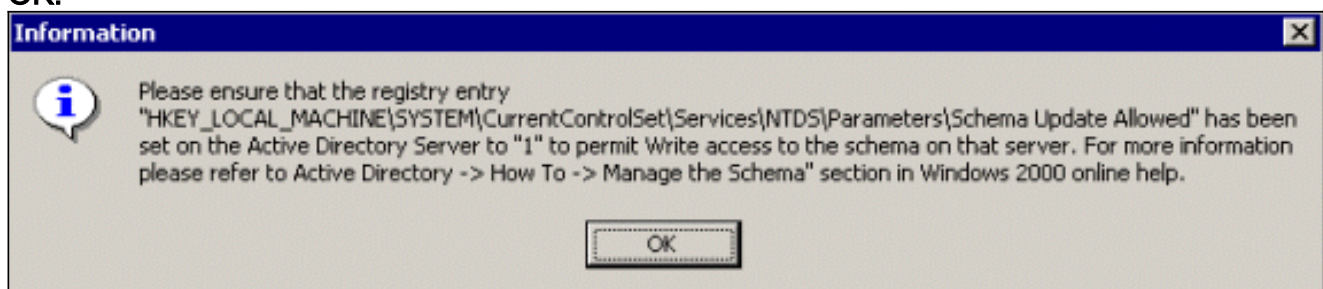 OK.
Information
Please ensure that the registry entry
"HKEY_LOCAL_MACHINE\SYSTEM\CurrentControlSet\Services\NTDS\Parameters\Schema Update Allowed" has been
set on the Active Directory Server to "1" to permit Write access to the schema on that server. For more information
please refer to Active Directory -> How To -> Manage the Schema" section in Windows 2000 online help.
OK